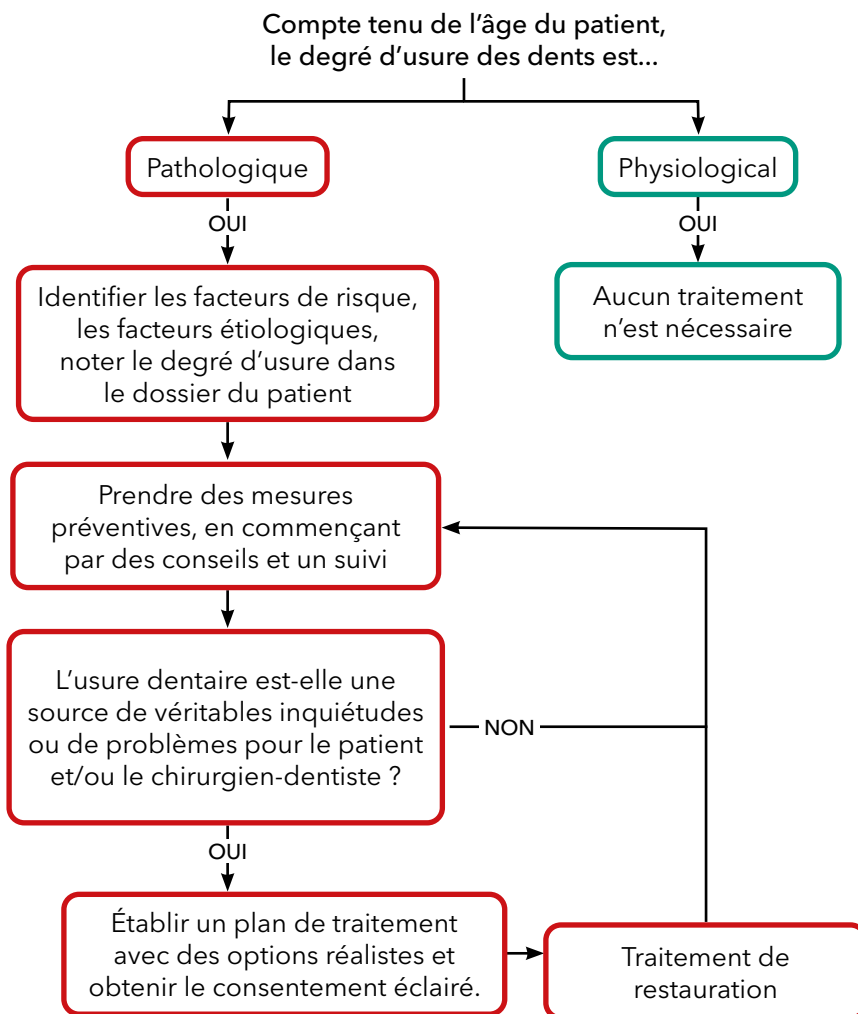 Compte tenu de l’âge du patient,
le degré d’usure des dents est...
Pathologique
Physiological
OUI
OUI
Identifier les facteurs de risque,
les facteurs étiologiques,
noter le degré d’usure dans
le dossier du patient
Aucun traitement
n’est nécessaire
Prendre des mesures
préventives, en commençant
par des conseils et un suivi
L’usure dentaire est-elle une
source de véritables inquiétudes
ou de problèmes pour le patient
et/ou le chirurgien-dentiste ?
NON
OUI
Établir un plan de traitement
avec des options réalistes et
obtenir le consentement éclairé.
Traitement de
restauration